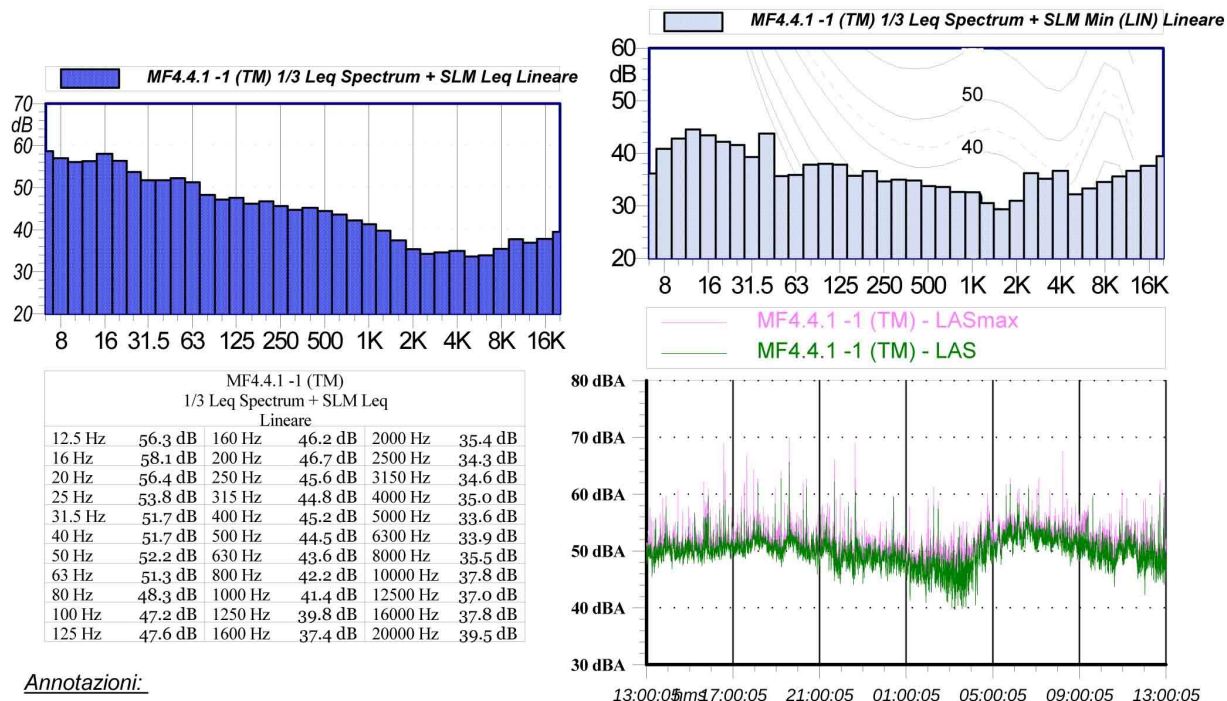 MF4.4.1 -1 (TM) 1/3 Leq Spectrum + SLM Leq Lineare
70
dB
60
50
40
30
20
8 16 31.5 63 125 250 500 1K 2K 4K 8K 16K
MF4.4.1 -1 (TM) 1/3 Leq Spectrum + SLM Min (LIN) Lineare
60
dB
50
40
30
20
50
40
8 16 31.5 63 125 250 500 1K 2K 4K 8K 16K
MF4.4.1 -1 (TM)
1/3 Leq Spectrum + SLM Leq
Lineare
12.5 Hz 56.3 dB 160 Hz 46.2 dB 2000 Hz 35.4 dB
16 Hz 58.1 dB 200 Hz 46.7 dB 2500 Hz 34.3 dB
20 Hz 56.4 dB 250 Hz 45.6 dB 3150 Hz 34.6 dB
25 Hz 53.8 dB 315 Hz 44.8 dB 4000 Hz 35.0 dB
31.5 Hz 51.7 dB 400 Hz 45.2 dB 5000 Hz 33.6 dB
40 Hz 51.7 dB 500 Hz 44.5 dB 6300 Hz 33.9 dB
50 Hz 52.2 dB 630 Hz 43.6 dB 8000 Hz 35.5 dB
63 Hz 51.3 dB 800 Hz 42.2 dB 10000 Hz 37.8 dB
80 Hz 48.3 dB 1000 Hz 41.4 dB 12500 Hz 37.0 dB
100 Hz 47.2 dB 1250 Hz 39.8 dB 16000 Hz 37.8 dB
125 Hz 47.6 dB 1600 Hz 37.4 dB 20000 Hz 39.5 dB
MF4.4.1 -1 (TM) - LASmax
MF4.4.1 -1 (TM) - LAS
80 dBA
70 dBA
60 dBA
50 dBA
40 dBA
30 dBA
13:00:05 hms 17:00:05 21:00:05 01:00:05 05:00:05 09:00:05 13:00:05
Annotazioni: